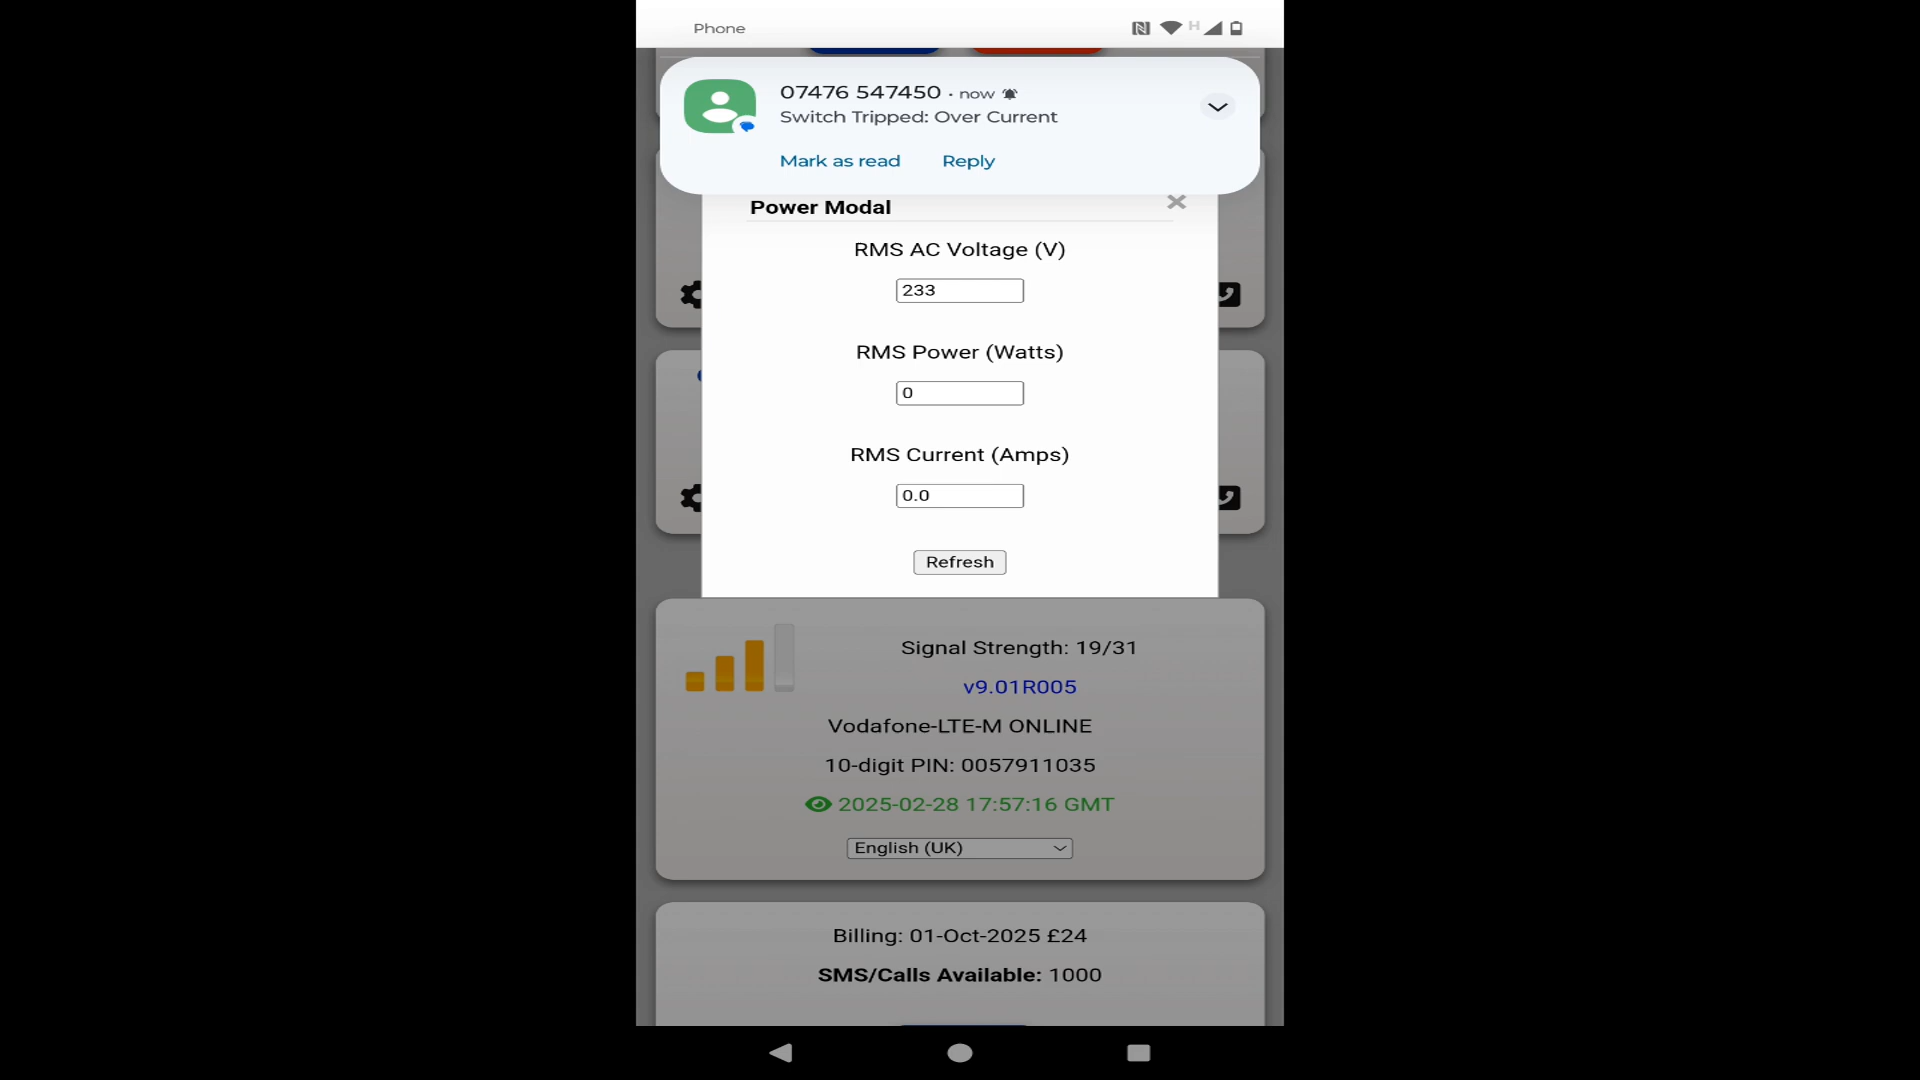 Phone
H
07476 547450 · now
Switch Tripped: Over Current
Mark as read Reply
Power Modal
RMS AC Voltage (V)
233
RMS Power (Watts)
0
RMS Current (Amps)
0.0
Refresh
Signal Strength: 19/31
v9.01R005
Vodafone-LTE-M ONLINE
10-digit PIN: 0057911035
2025-02-28 17:57:16 GMT
English (UK)
Billing: 01-Oct-2025 £24
SMS/Calls Available: 1000